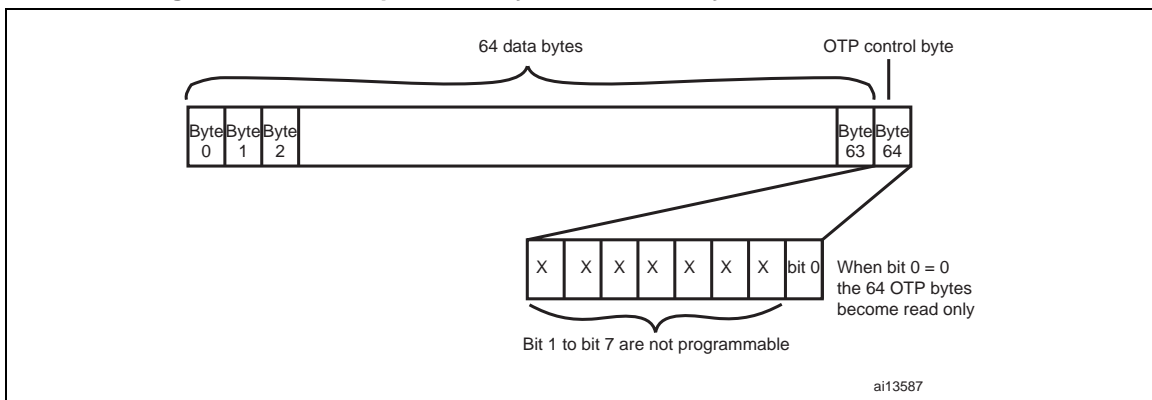 64 data bytes
OTP control byte
Byte Byte Byte Byte Byte
0 1 2 63 64
X X X X X X X bit 0
When bit 0 = 0
the 64 OTP bytes
become read only
Bit 1 to bit 7 are not programmable
ai13587